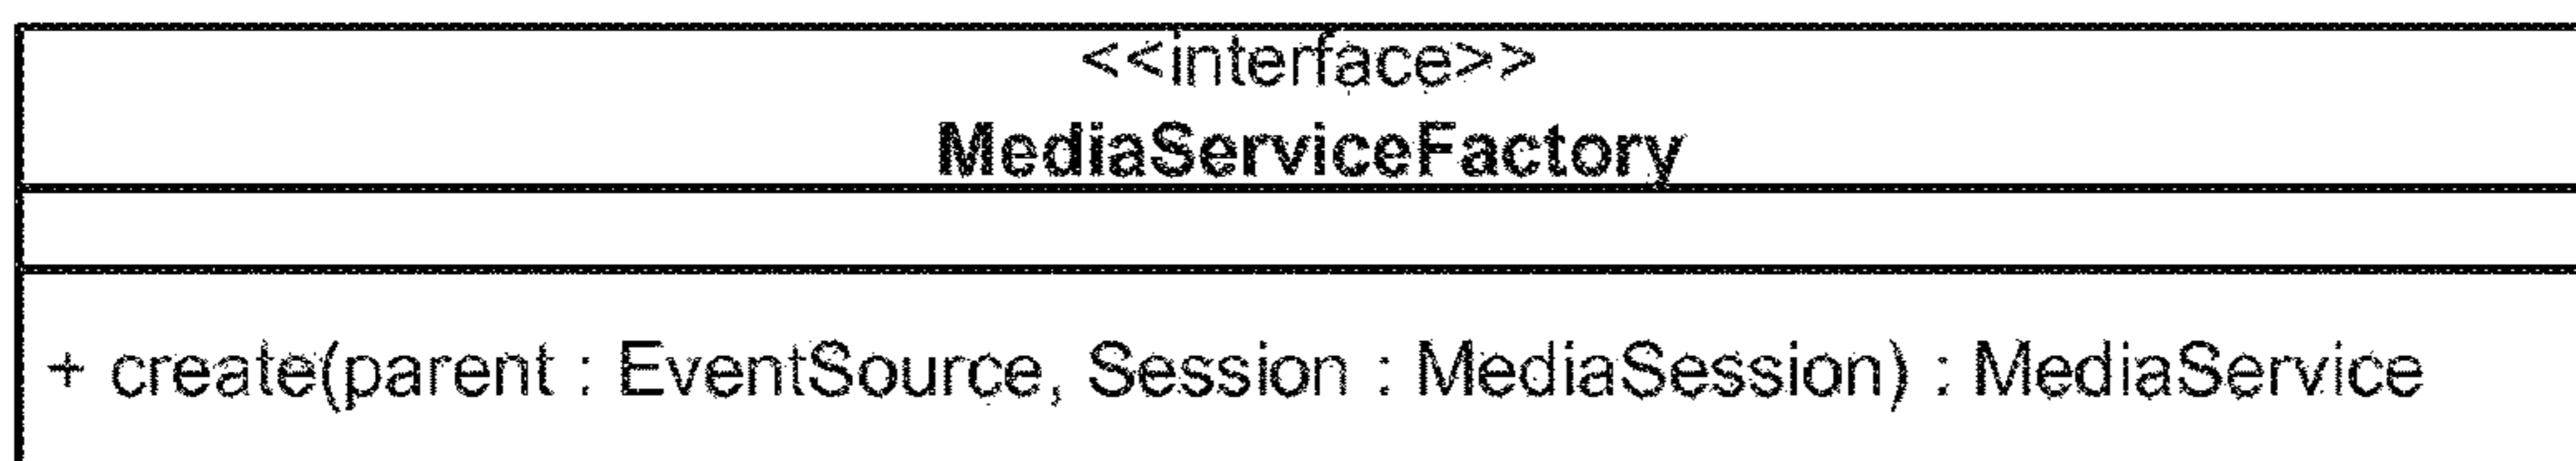 <<interface>>
MediaServiceFactory
+ create(parent : EventSource, Session : MediaSession) : MediaService